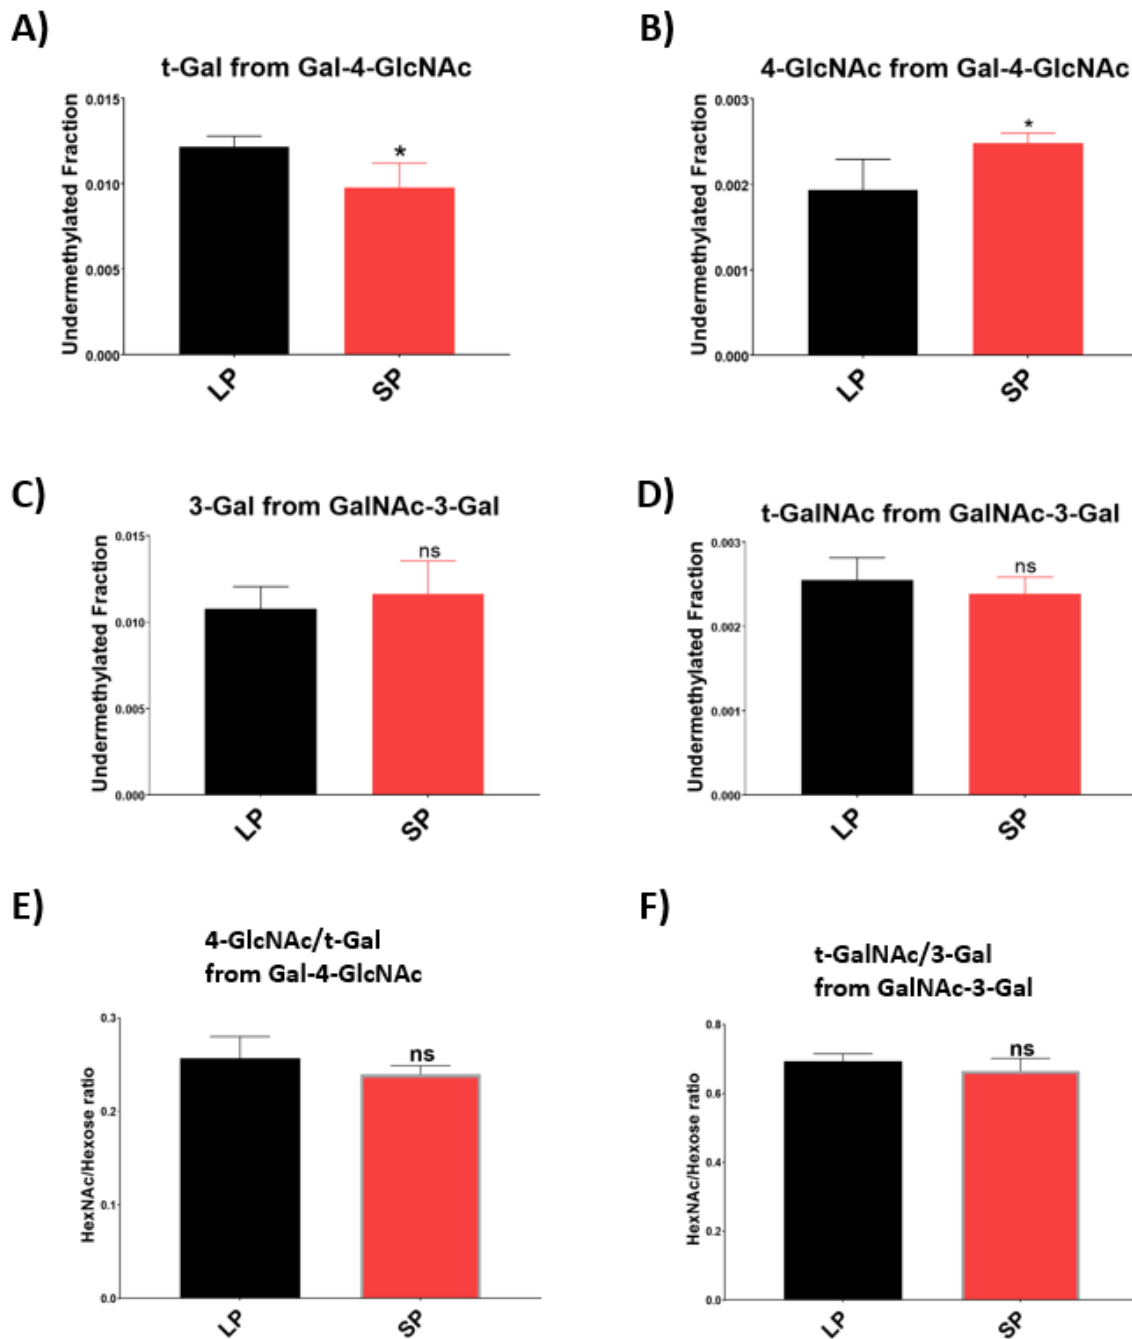 A)
t-Gal from Gal-4-GlcNAc
Undermethylated Fraction
0.015
0.010
0.005
0.000
*
LP
SP
B)
4-GlcNAc from Gal-4-GlcNAc
Undermethylated Fraction
0.003
0.002
0.001
0.000
*
LP
SP
C)
3-Gal from GalNAc-3-Gal
Undermethylated Fraction
0.015
0.010
0.005
0.000
ns
LP
SP
D)
t-GalNAc from GalNAc-3-Gal
Undermethylated Fraction
0.003
0.002
0.001
0.000
ns
LP
SP
E)
4-GlcNAc/t-Gal
from Gal-4-GlcNAc
HexNAc/Hexose ratio
0.3
0.2
0.1
0.0
ns
LP
SP
F)
t-GalNAc/3-Gal
from GalNAc-3-Gal
HexNAc/Hexose ratio
0.8
0.6
0.4
0.2
0.0
ns
LP
SP